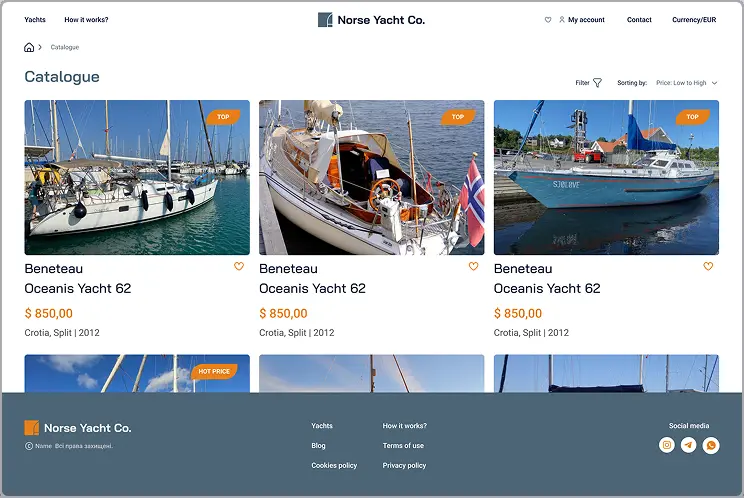 Yachts
How it works?
Norse Yacht Co.
My account
Contact
Currency/EUR
Catalogue
Catalogue
Filter
Sorting by:
Price: Low to High
TOP
TOP
TOP
SJØLIVE
Beneteau
Oceanis Yacht 62
$ 850,00
Crotia, Split | 2012
Beneteau
Oceanis Yacht 62
$ 850,00
Crotia, Split | 2012
Beneteau
Oceanis Yacht 62
$ 850,00
Crotia, Split | 2012
HOT PRICE
Norse Yacht Co.
© Name Всі права захищені.
Yachts
Blog
Cookies policy
How it works?
Terms of use
Privacy policy
Social media